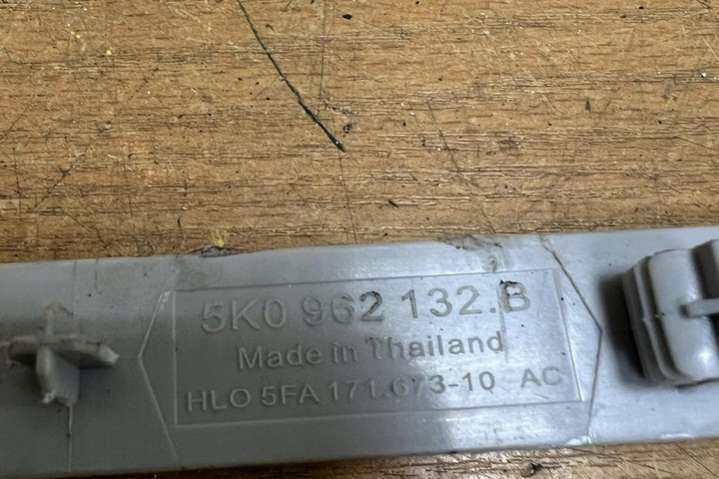 5K0 962 132.B
Made in Thailand
HLO 5FA 171.673-10 AC